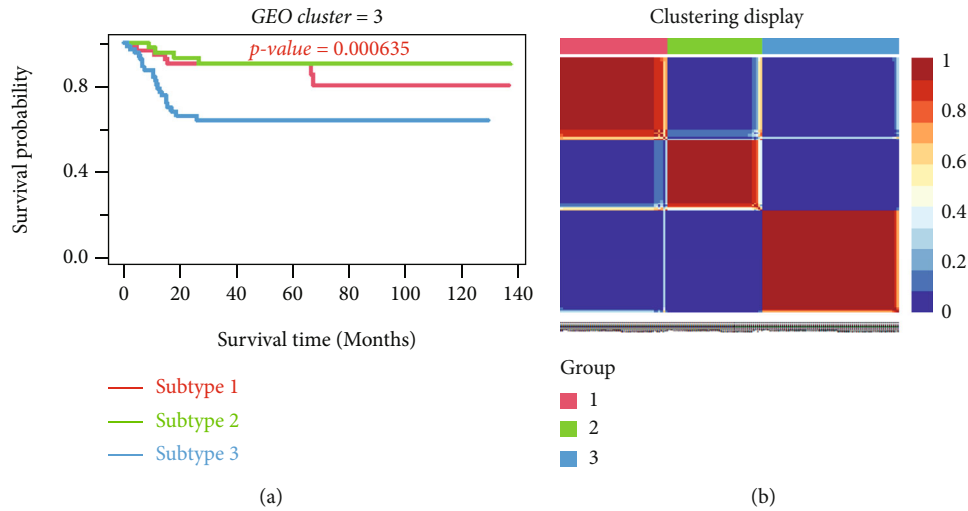 GEO cluster = 3
p-value = 0.000635
Survival probability
0.8
0.4
0.0
0 20 40 60 80 100 120 140
Survival time (Months)
Subtype 1
Subtype 2
Subtype 3
(a)
Clustering display
1
0.8
0.6
0.4
0.2
0
Group
1
2
3
(b)